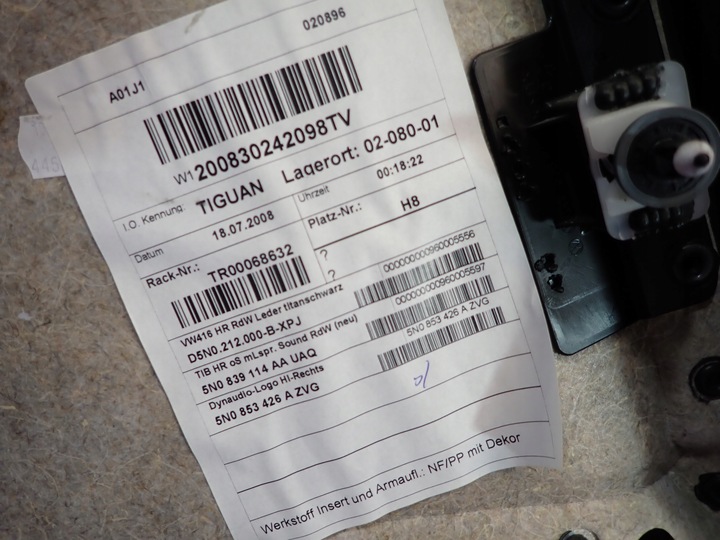 020896
A01J1
W1200830242098TV
I.O. Kennung: TIGUAN Lagerort: 02-080-01
Datum 18.07.2008 Uhrzeit 00:18:22
Rack-Nr.: TR00068632 Platz-Nr.: H8
?
?
VW416 HR RdW Leder titanschwarz 00000000960005556
D5N0.212.000-B-XPJ
TIB HR oS mLspr. Sound RdW (neu) 00000000960005597
5N0 839 114 AA UAQ
Dynaudio-Logo HI-Rechts 5N0 853 426 A ZVG
5N0 853 426 A ZVG
Werkstoff Insert und Armaufl.: NF/PP mit Dekor